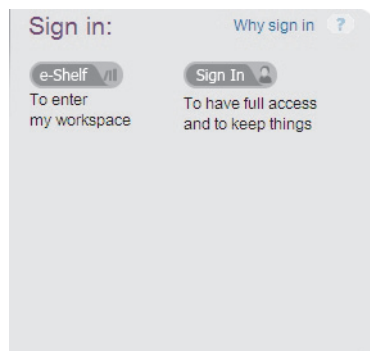 Sign in:
Why sign in ?
e-Shelf
Sign In
To enter
my workspace
To have full access
and to keep things